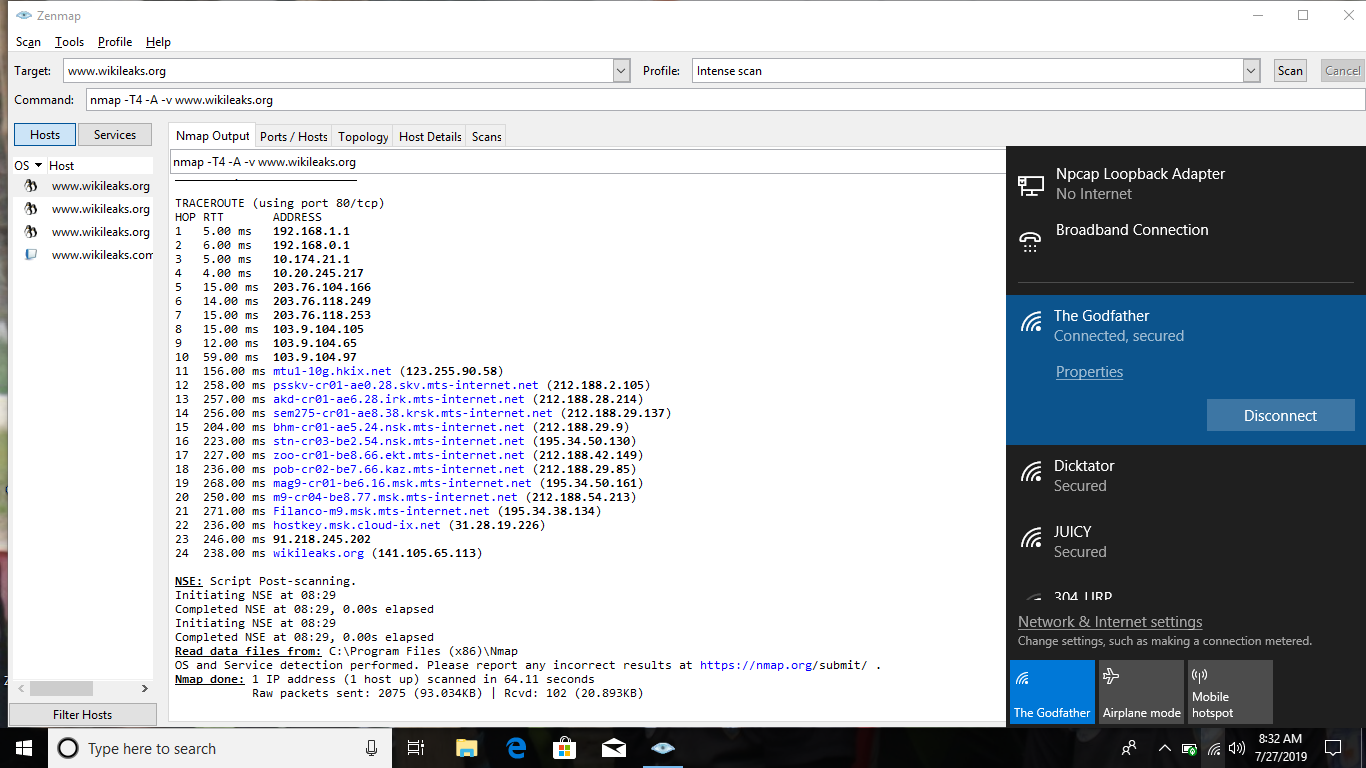 Zenmap
Scan Tools Profile Help
Target: www.wikileaks.org Profile: Intense scan Scan Cancel
Command: nmap -T4 -A -v www.wikileaks.org
Hosts Services
Nmap Output Ports / Hosts Topology Host Details Scans
OS Host
www.wikileaks.org
www.wikileaks.org
www.wikileaks.org
www.wikileaks.com
Filter Hosts
nmap -T4 -A -v www.wikileaks.org
TRACEROUTE (using port 80/tcp)
HOP RTT ADDRESS
1 5.00 ms 192.168.1.1
2 6.00 ms 192.168.0.1
3 5.00 ms 10.174.21.1
4 4.00 ms 10.20.245.217
5 15.00 ms 203.76.104.166
6 14.00 ms 203.76.118.249
7 15.00 ms 203.76.118.253
8 15.00 ms 103.9.104.105
9 12.00 ms 103.9.104.65
10 59.00 ms 103.9.104.97
11 156.00 ms mtu1-10g.hkix.net (123.255.90.58)
12 258.00 ms psskv-cr01-ae0.28.skv.mts-internet.net (212.188.2.105)
13 257.00 ms akd-cr01-ae6.28.irk.mts-internet.net (212.188.28.214)
14 256.00 ms sem275-cr01-ae8.38.krsk.mts-internet.net (212.188.29.137)
15 204.00 ms bhm-cr01-ae5.24.nsk.mts-internet.net (212.188.29.9)
16 223.00 ms stn-cr03-be2.54.nsk.mts-internet.net (195.34.50.130)
17 227.00 ms zoo-cr01-be8.66.ekt.mts-internet.net (212.188.42.149)
18 236.00 ms pob-cr02-be7.66.kaz.mts-internet.net (212.188.29.85)
19 268.00 ms mag9-cr01-be6.16.msk.mts-internet.net (195.34.50.161)
20 250.00 ms m9-cr04-be8.77.msk.mts-internet.net (212.188.54.213)
21 271.00 ms Filanco-m9.msk.mts-internet.net (195.34.38.134)
22 236.00 ms hostkey.msk.cloud-ix.net (31.28.19.226)
23 246.00 ms 91.218.245.202
24 238.00 ms wikileaks.org (141.105.65.113)
NSE: Script Post-scanning.
Initiating NSE at 08:29
Completed NSE at 08:29, 0.00s elapsed
Initiating NSE at 08:29
Completed NSE at 08:29, 0.00s elapsed
Read data files from: C:\Program Files (x86)\Nmap
OS and Service detection performed. Please report any incorrect results at https://nmap.org/submit/ .
Nmap done: 1 IP address (1 host up) scanned in 64.11 seconds
Raw packets sent: 2075 (93.034KB) | Rcvd: 102 (20.893KB)
Npcap Loopback Adapter
No Internet
Broadband Connection
The Godfather
Connected, secured
Properties
Disconnect
Dicktator
Secured
JUICY
Secured
Network & Internet settings
Change settings, such as making a connection metered.
The Godfather
Airplane mode
Mobile hotspot
Type here to search
8:32 AM
7/27/2019